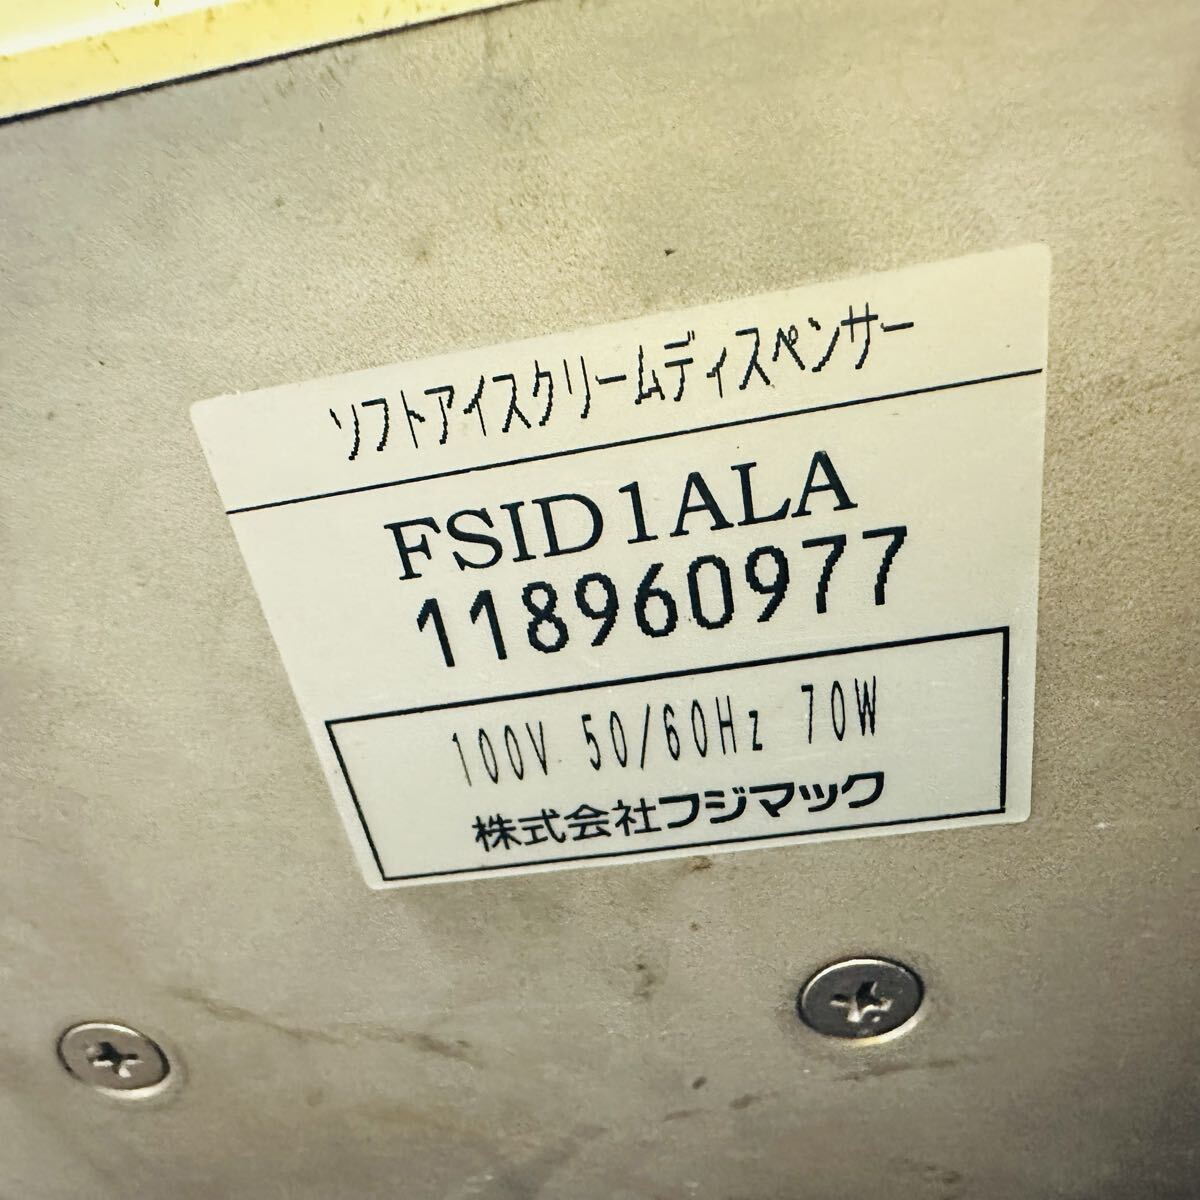 ソフトアイスクリームディスペンサー
FSID1ALA
118960977
100V 50/60Hz 70W
株式会社フジマック